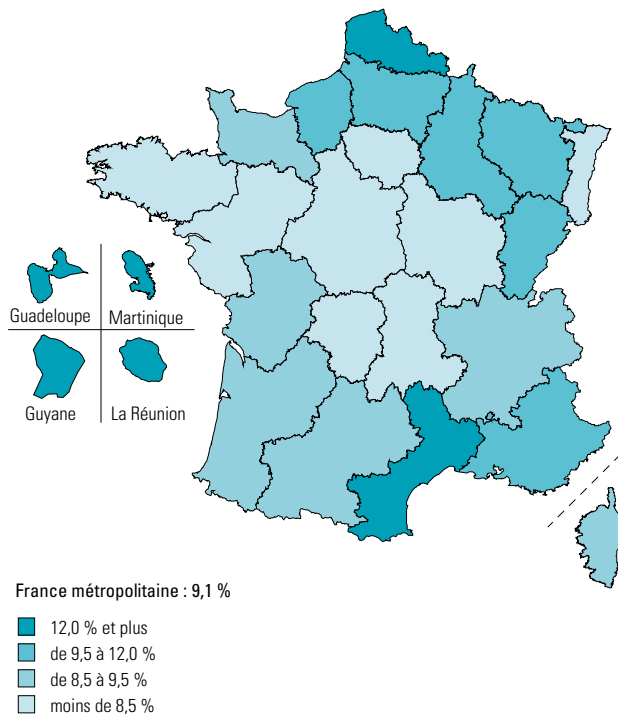 Guadeloupe
Martinique
Guyane
La Réunion
France métropolitaine : 9,1 %
12,0 % et plus
de 9,5 à 12,0 %
de 8,5 à 9,5 %
moins de 8,5 %